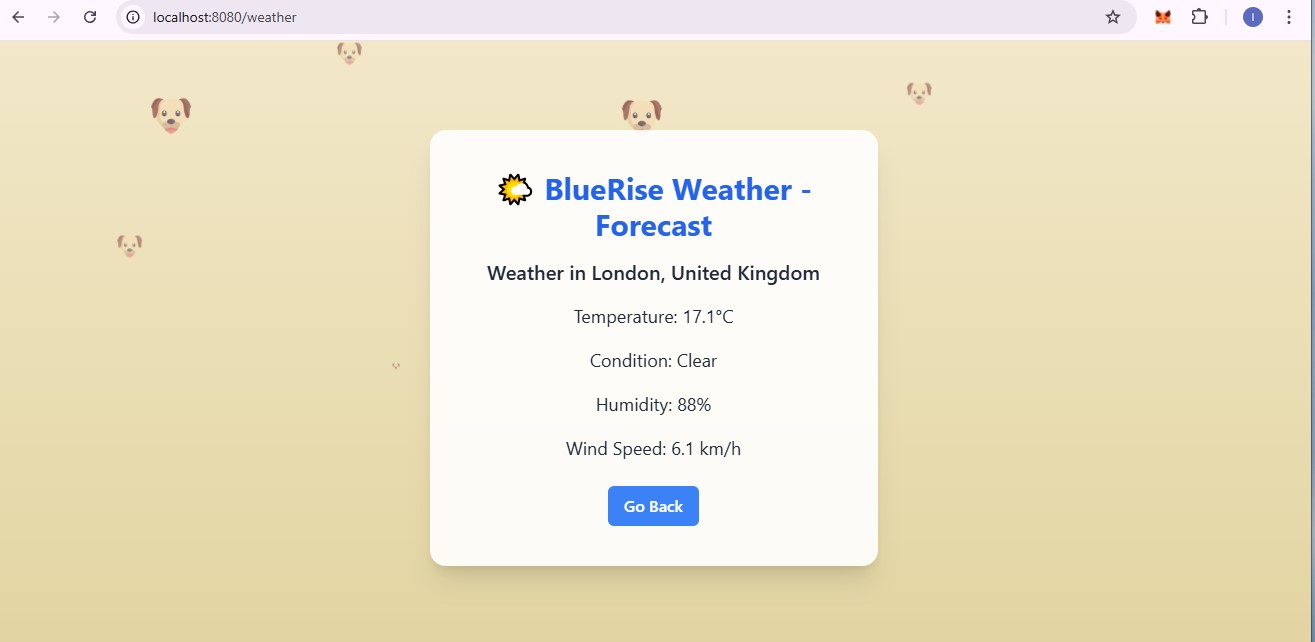 localhost:8080/weather
I
BlueRise Weather -
Forecast
Weather in London, United Kingdom
Temperature: 17.1°C
Condition: Clear
Humidity: 88%
Wind Speed: 6.1 km/h
Go Back